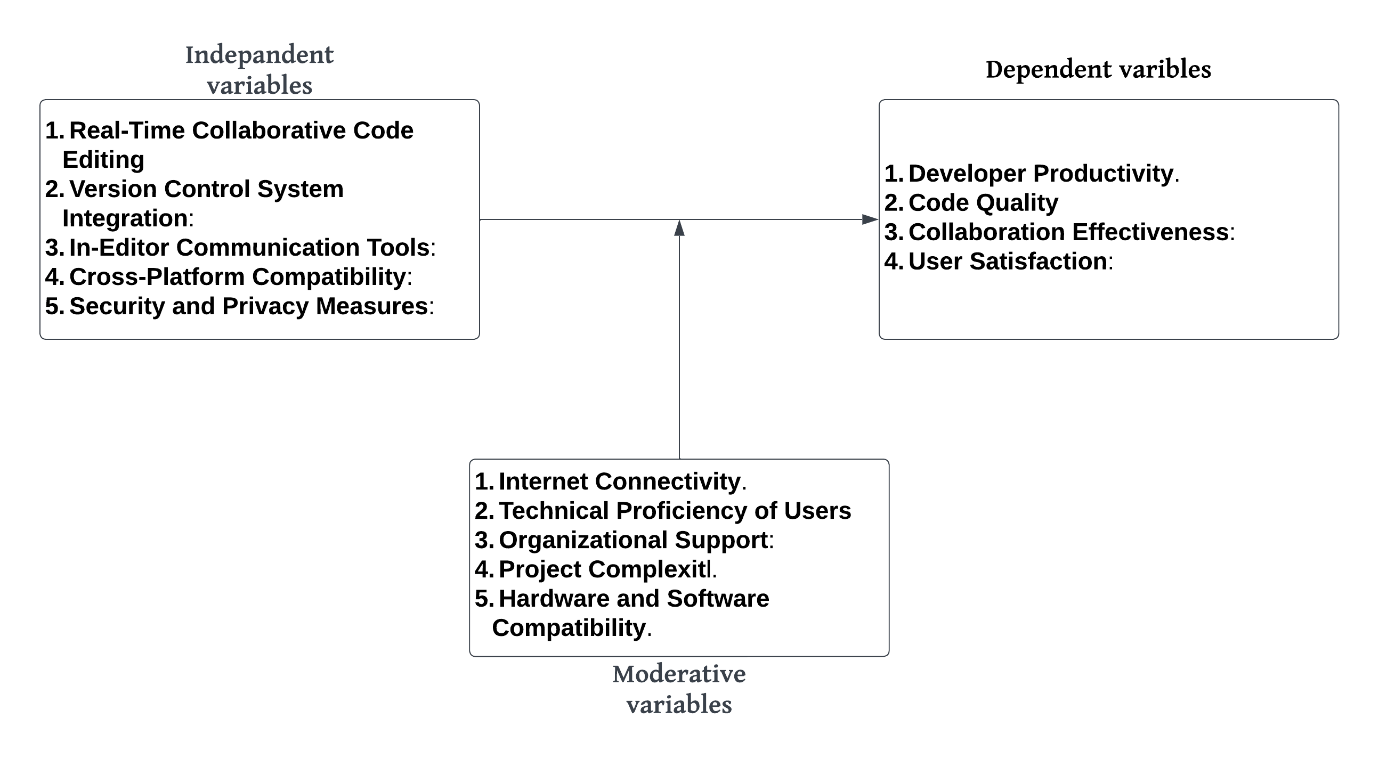 Indepandent
variables
1. Real-Time Collaborative Code
Editing
2. Version Control System
Integration:
3. In-Editor Communication Tools:
4. Cross-Platform Compatibility:
5. Security and Privacy Measures:
Dependent varibles
1. Developer Productivity.
2. Code Quality
3. Collaboration Effectiveness:
4. User Satisfaction:
1. Internet Connectivity.
2. Technical Proficiency of Users
3. Organizational Support:
4. Project Complexitl.
5. Hardware and Software
Compatibility.
Moderative
variables